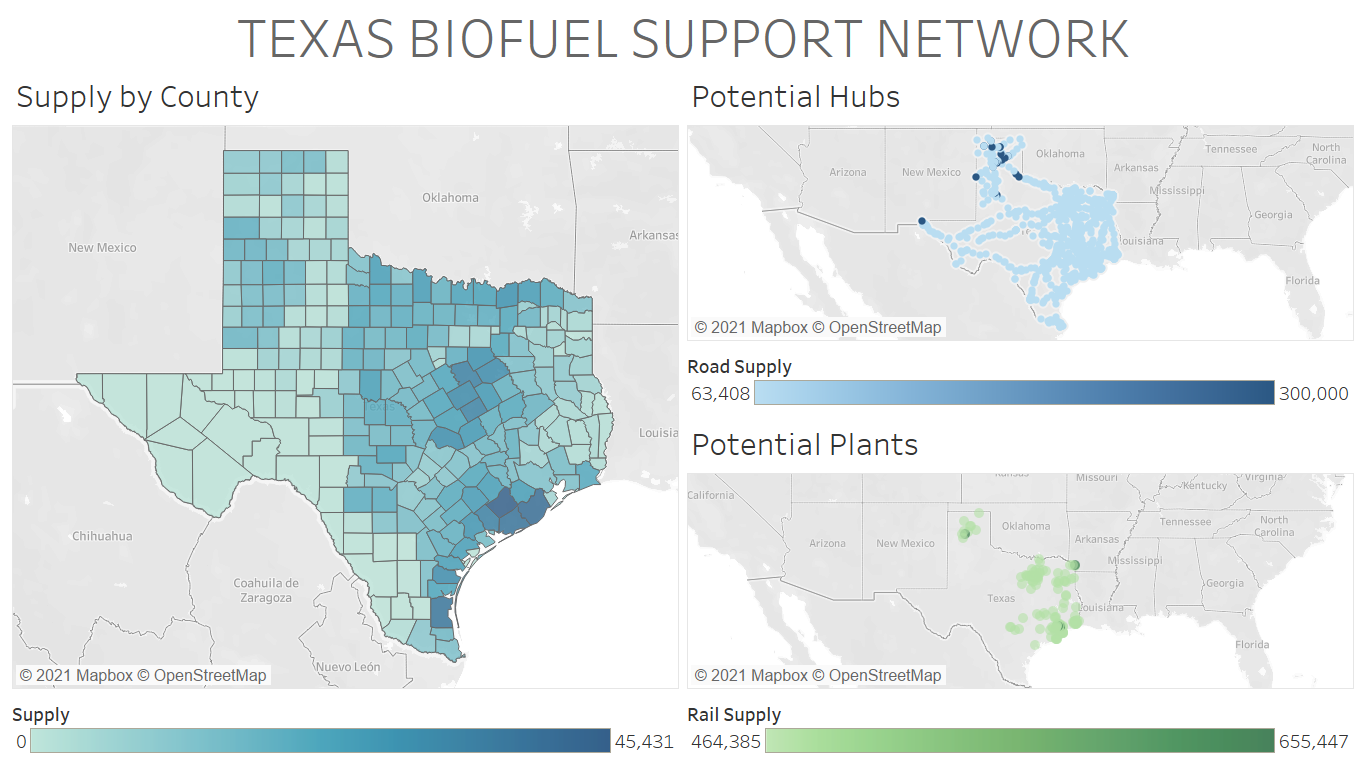 TEXAS BIOFUEL SUPPORT NETWORK
Supply by County
Oklahoma
New Mexico
Arkansas
Texas
Louisia
Chihuahua
Coahuila de
Zaragoza
Nuevo León
© 2021 Mapbox © OpenStreetMap
Supply
0
45,431
Potential Hubs
Tennessee
North
Carolina
Oklahoma
Arizona
New Mexico
Arkansas
Mississippi
Georgia
Louisiana
Florida
© 2021 Mapbox © OpenStreetMap
Road Supply
63,408
300,000
Potential Plants
Kansas
Missouri
Virginia
California
Kentucky
Tennessee
North
Carolina
Oklahoma
Arizona
New Mexico
Arkansas
Mississippi
Georgia
Texas
Louisiana
Florida
© 2021 Mapbox © OpenStreetMap
Rail Supply
464,385
655,447